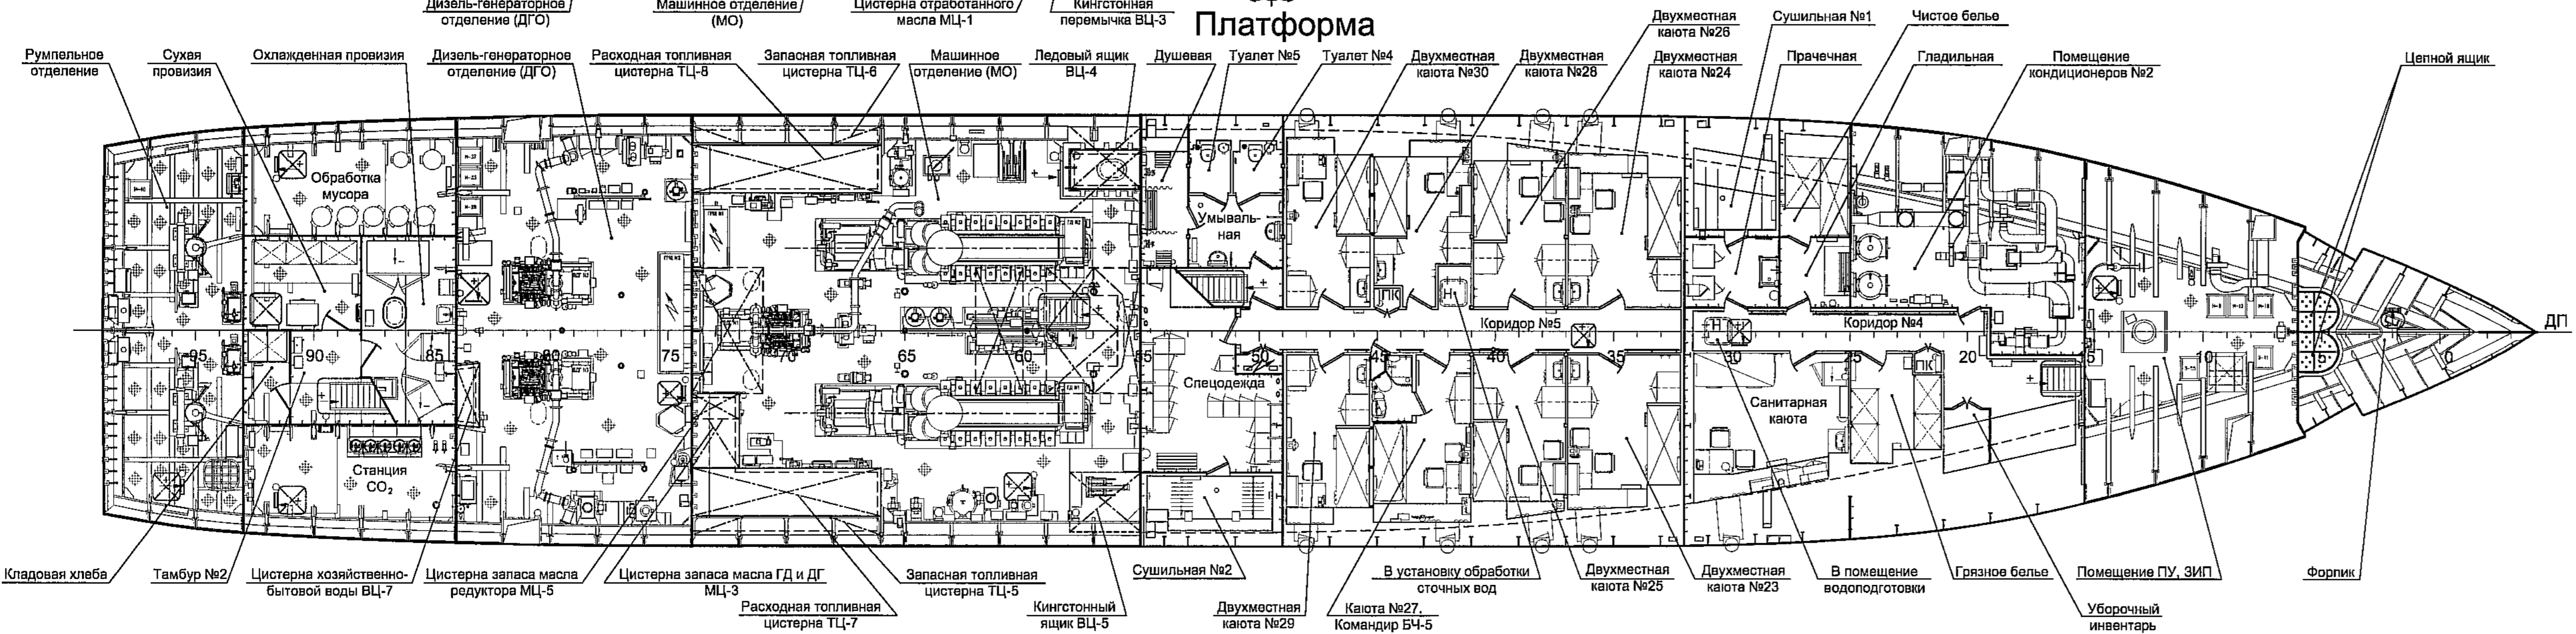 Дизель-генераторное
отделение (ДГО)
Машинное отделение
(МО)
Цистерна отработанного
масла МЦ-1
Кингстонная
перемычка ВЦ-3
Платформа
Двухместная
каюта №26
Сушильная №1
Чистое белье
Румпельное
отделение
Сухая
провизия
Охлажденная провизия
Дизель-генераторное
отделение (ДГО)
Расходная топливная
цистерна ТЦ-8
Запасная топливная
цистерна ТЦ-6
Машинное
отделение (МО)
Ледовый ящик
ВЦ-4
Душевая
Туалет №5
Туалет №4
Двухместная
каюта №30
Двухместная
каюта №28
Двухместная
каюта №24
Прачечная
Гладильная
Помещение
кондиционеров №2
Цепной ящик
Обработка
мусора
Умываль-
ная
ПК
Н
Коридор №5
Н
Коридор №4
ДП
95
90
85
80
75
70
65
60
55
50
45
40
35
30
25
20
15
10
5
0
Спецодежда
Санитарная
каюта
ПК
Станция
CO₂
Кладовая хлеба
Тамбур №2
Цистерна хозяйственно-
бытовой воды ВЦ-7
Цистерна запаса масла
редуктора МЦ-5
Цистерна запаса масла ГД и ДГ
МЦ-3
Расходная топливная
цистерна ТЦ-7
Запасная топливная
цистерна ТЦ-5
Кингстонный
ящик ВЦ-5
Сушильная №2
Двухместная
каюта №29
Каюта №27.
Командир БЧ-5
В установку обработки
сточных вод
Двухместная
каюта №25
Двухместная
каюта №23
В помещение
водоподготовки
Грязное белье
Помещение ПУ, ЗИП
Уборочный
инвентарь
Форпик